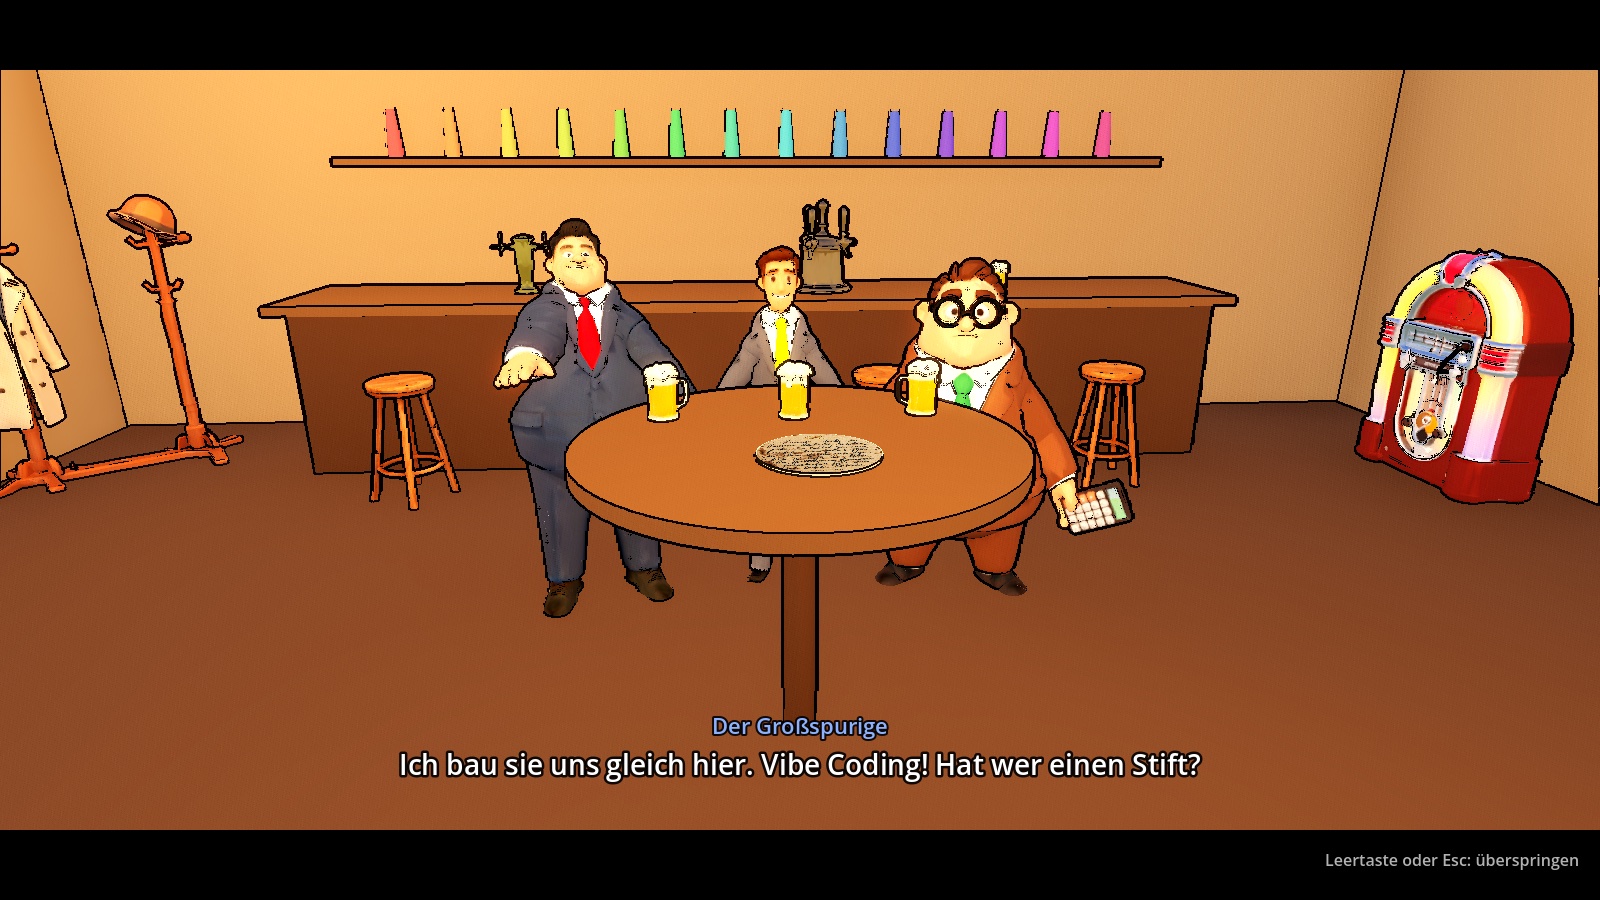 Der Großspurige
Ich bau sie uns gleich hier. Vibe Coding! Hat wer einen Stift?
Leertaste oder Esc: überspringen